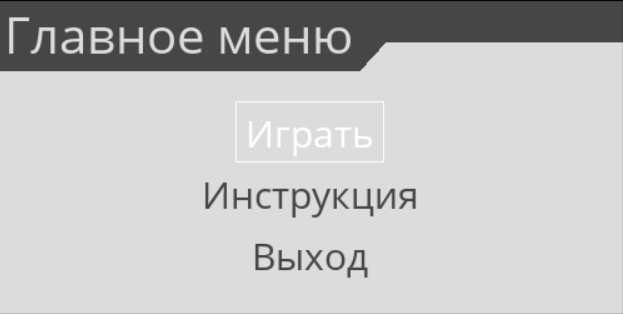 Главное меню
Играть
Инструкция
Выход